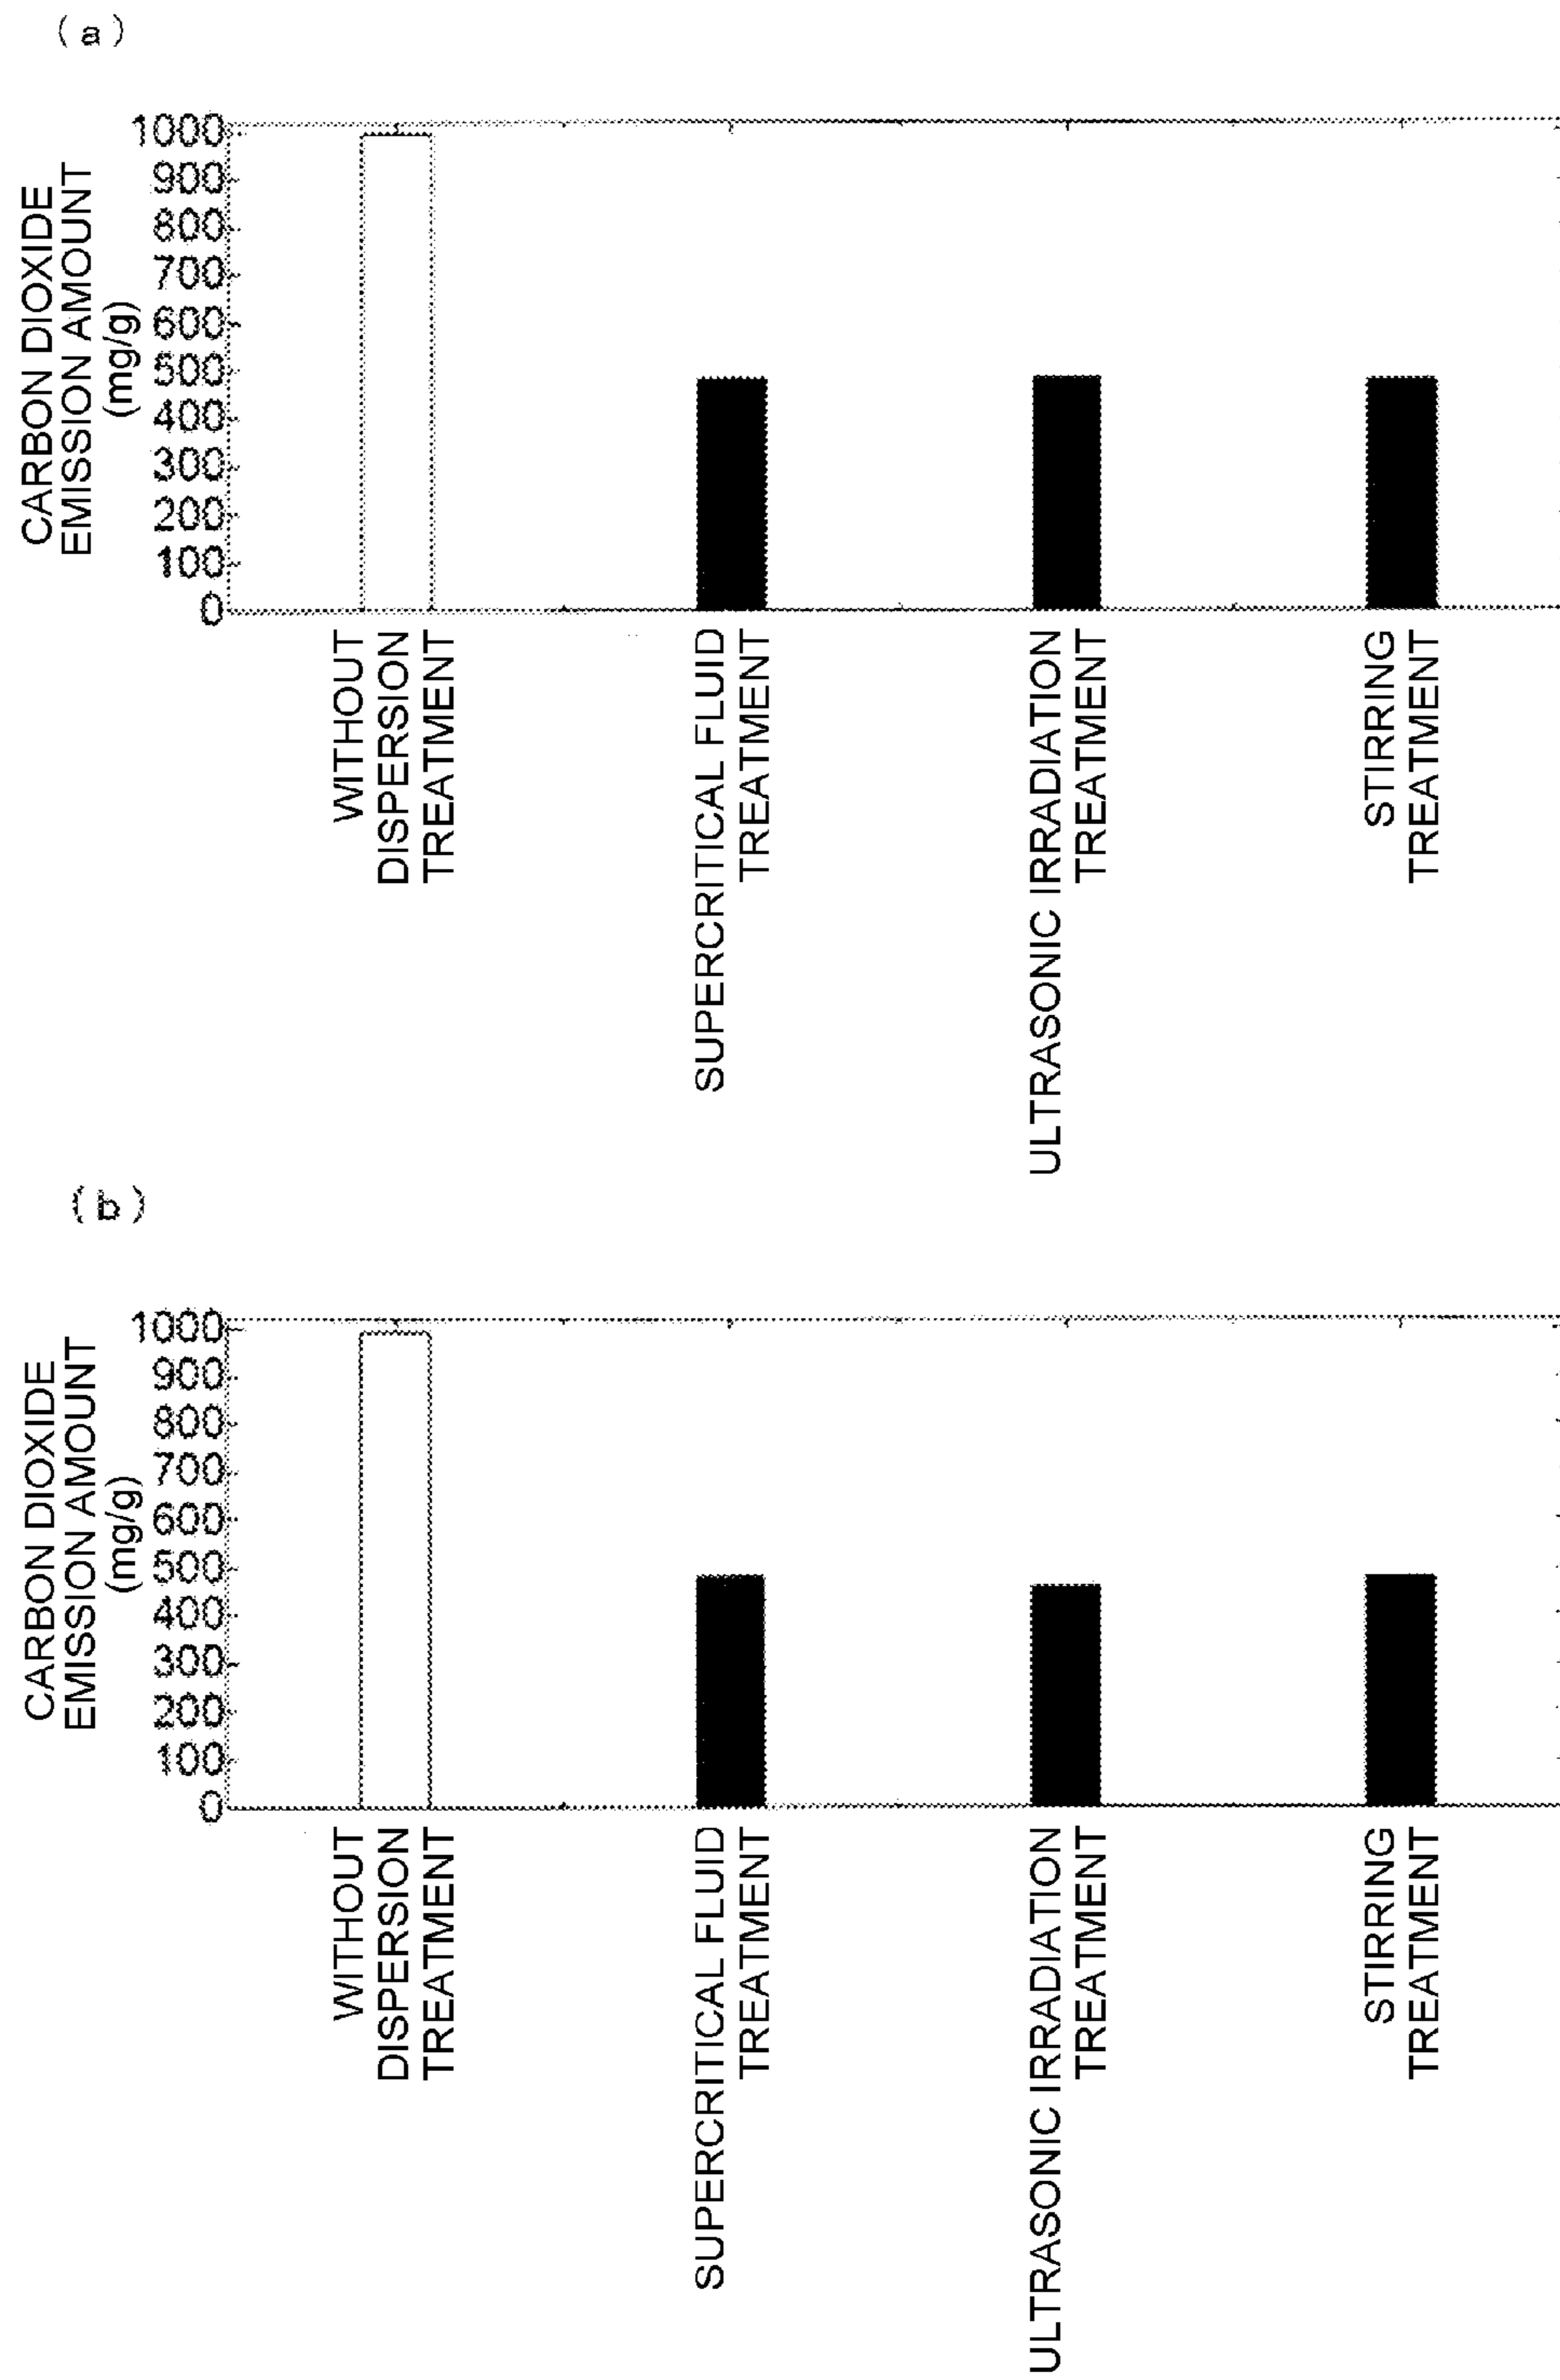 (a)
CARBON DIOXIDE
EMISSION AMOUNT
(mg/g)
1000
900
800
700
600
500
400
300
200
100
0
WITHOUT
DISPERSION
TREATMENT
SUPERCRITICAL FLUID
TREATMENT
ULTRASONIC IRRADIATION
TREATMENT
STIRRING
TREATMENT
(b)
CARBON DIOXIDE
EMISSION AMOUNT
(mg/g)
1000
900
800
700
600
500
400
300
200
100
0
WITHOUT
DISPERSION
TREATMENT
SUPERCRITICAL FLUID
TREATMENT
ULTRASONIC IRRADIATION
TREATMENT
STIRRING
TREATMENT